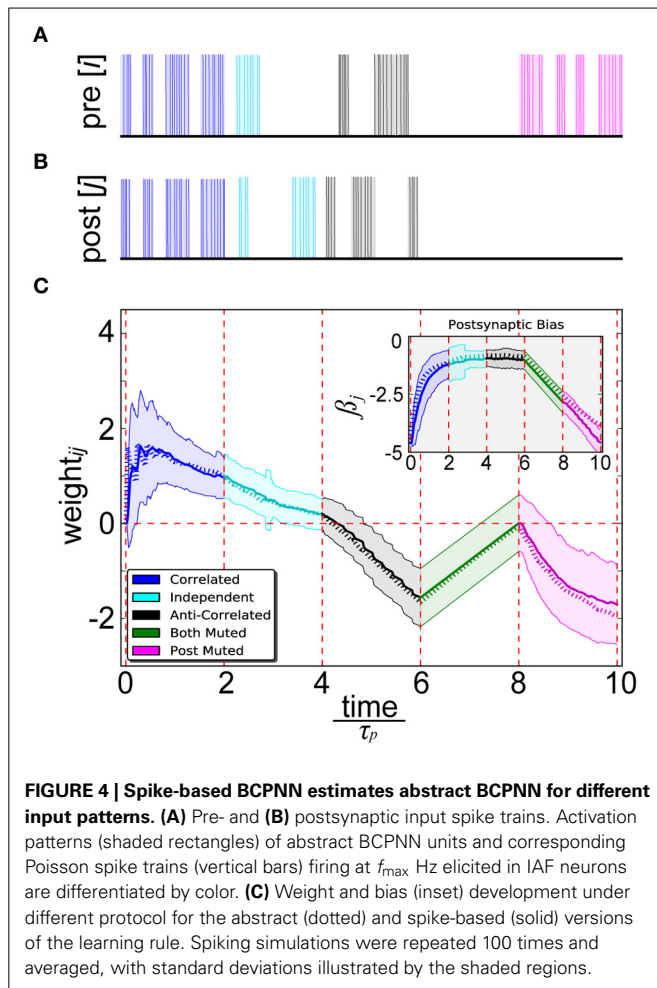 A
pre [i]
B
post [j]
C
4
2
0
-2
weight ij
0
2
4
6
8
10
time
τp
Postsynaptic Bias
0
-2.5
-5
βj
0
2
4
6
8
10
Correlated
Independent
Anti-Correlated
Both Muted
Post Muted
FIGURE 4 | Spike-based BCPNN estimates abstract BCPNN for different
input patterns. (A) Pre- and (B) postsynaptic input spike trains. Activation
patterns (shaded rectangles) of abstract BCPNN units and corresponding
Poisson spike trains (vertical bars) firing at fmax Hz elicited in IAF neurons
are differentiated by color. (C) Weight and bias (inset) development under
different protocol for the abstract (dotted) and spike-based (solid) versions
of the learning rule. Spiking simulations were repeated 100 times and
averaged, with standard deviations illustrated by the shaded regions.